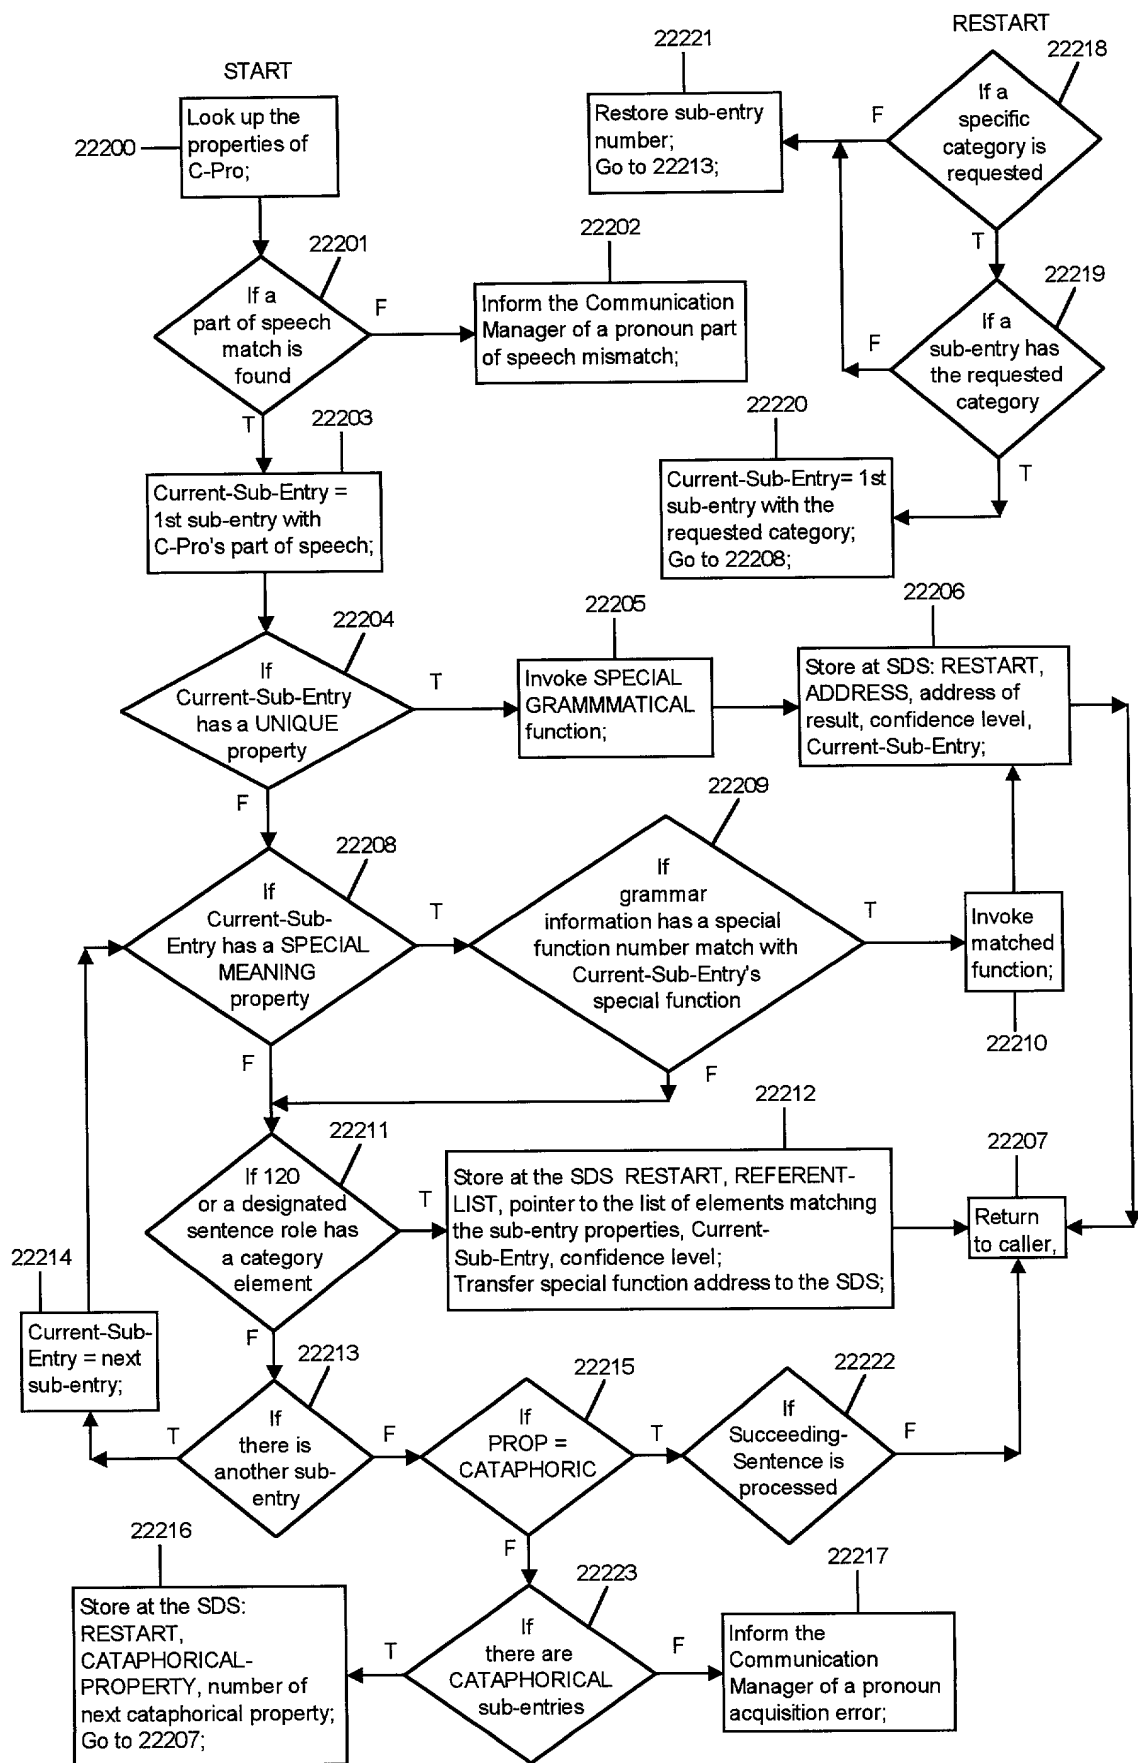 RESTART
22221
22218
START
If a
specific
category is
requested
F
Restore sub-entry
number;
Go to 22213;
Look up the
properties of
C-Pro;
22200
T
22202
22201
22219
If a
part of speech
match is
found
F
Inform the Communication
Manager of a pronoun part
of speech mismatch;
If a
sub-entry has
the requested
category
F
T
22203
22220
T
Current-Sub-Entry =
1st sub-entry with
C-Pro's part of speech;
Current-Sub-Entry= 1st
sub-entry with the
requested category;
Go to 22208;
22204
22205
22206
If
Current-Sub-Entry
has a UNIQUE
property
T
Invoke SPECIAL
GRAMMMATICAL
function;
Store at SDS: RESTART,
ADDRESS, address of
result, confidence level,
Current-Sub-Entry;
F
22209
22208
If
Current-Sub-
Entry has a SPECIAL
MEANING
property
T
If
grammar
information has a special
function number match with
Current-Sub-Entry's
special function
T
Invoke
matched
function;
22210
F
F
22212
22211
22207
If 120
or a designated
sentence role has
a category
element
T
Store at the SDS RESTART, REFERENT-
LIST, pointer to the list of elements matching
the sub-entry properties, Current-
Sub-Entry, confidence level;
Transfer special function address to the SDS;
Return
to caller,
22214
Current-Sub-
Entry = next
sub-entry;
F
22213
22215
22222
If
there is
another sub-
entry
T
F
If
PROP =
CATAPHORIC
T
If
Succeeding-
Sentence is
processed
F
22216
F
22223
22217
Store at the SDS:
RESTART,
CATAPHORICAL-
PROPERTY, number of
next cataphorical property;
Go to 22207;
T
If
there are
CATAPHORICAL
sub-entries
F
Inform the
Communication
Manager of a pronoun
acquisition error;